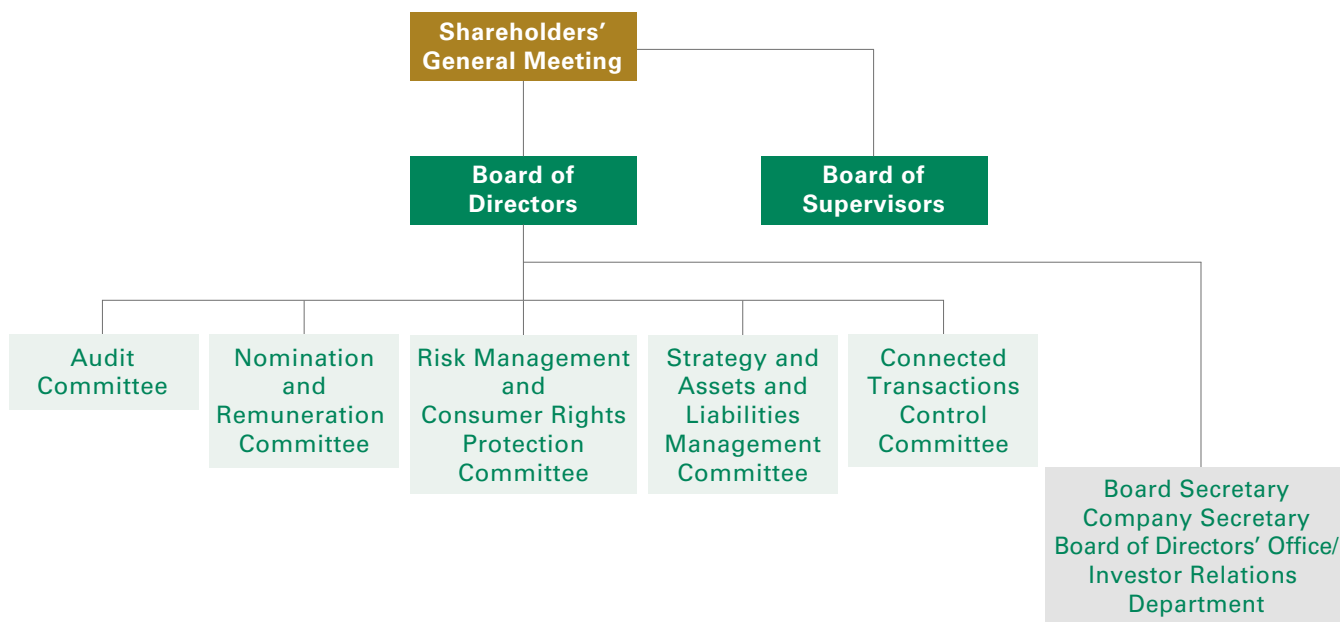 Shareholders’
General Meeting
Board of
Directors
Board of
Supervisors
Audit
Committee
Nomination
and
Remuneration
Committee
Risk Management
and
Consumer Rights
Protection
Committee
Strategy and
Assets and
Liabilities
Management
Committee
Connected
Transactions
Control
Committee
Board Secretary
Company Secretary
Board of Directors’ Office/
Investor Relations
Department